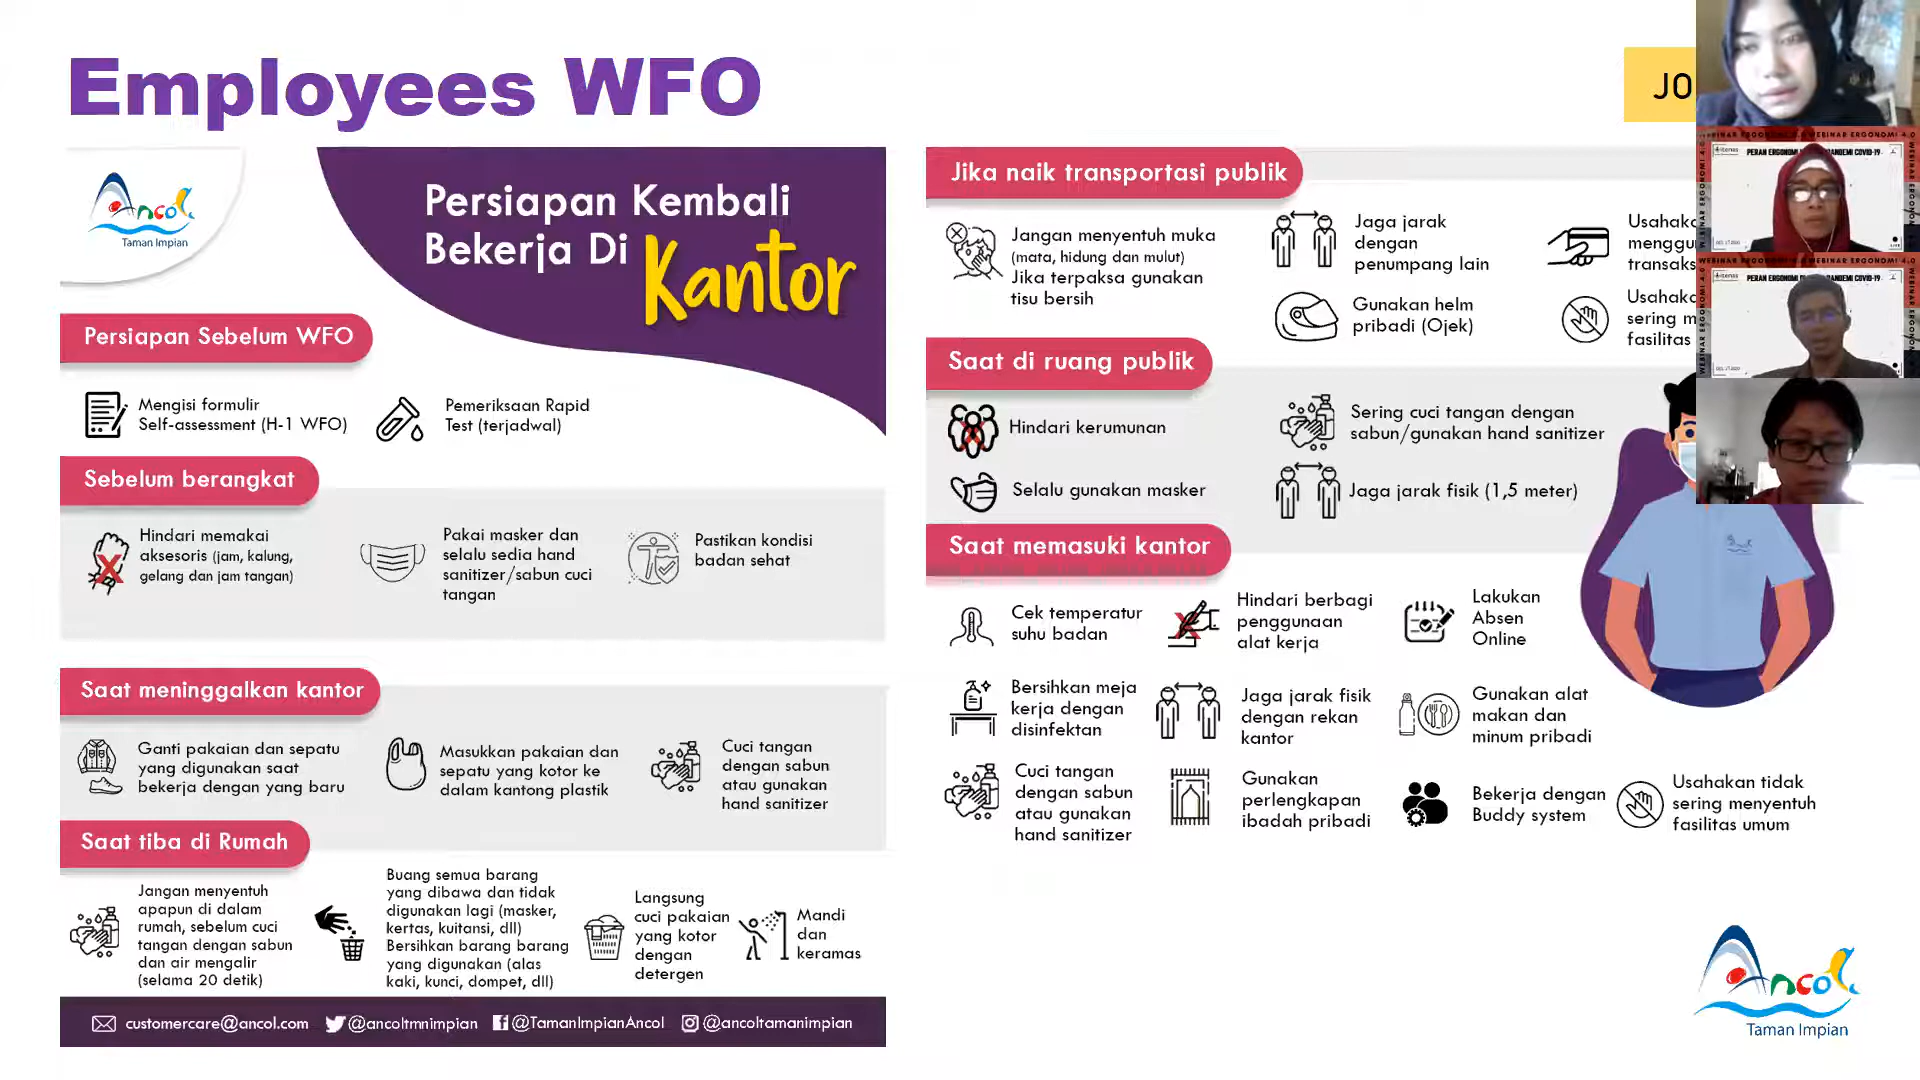 Employees WFO
JO
Ancol
Taman Impian
Persiapan Kembali
Bekerja Di
Kantor
Persiapan Sebelum WFO
Mengisi formulir
Self-assessment (H-1 WFO)
Pemeriksaan Rapid
Test (terjadwal)
Sebelum berangkat
Hindari memakai
aksesoris (jam, kalung,
gelang dan jam tangan)
Pakai masker dan
selalu sedia hand
sanitizer/sabun cuci
tangan
Pastikan kondisi
badan sehat
Saat meninggalkan kantor
Ganti pakaian dan sepatu
yang digunakan saat
bekerja dengan yang baru
Masukkan pakaian dan
sepatu yang kotor ke
dalam kantong plastik
Cuci tangan
dengan sabun
atau gunakan
hand sanitizer
Saat tiba di Rumah
Jangan menyentuh
apapun di dalam
rumah, sebelum cuci
tangan dengan sabun
dan air mengalir
(selama 20 detik)
Buang semua barang
yang dibawa dan tidak
digunakan lagi (masker,
kertas, kuitansi, dll)
Bersihkan barang barang
yang digunakan (alas
kaki, kunci, dompet, dll)
Langsung
cuci pakaian
yang kotor
dengan
detergen
Mandi
dan
keramas
customercare@ancol.com
@ancoltmnimpian
@TamanImpianAncol
@ancoltamanimpian
Jika naik transportasi publik
Jangan menyentuh muka
(mata, hidung dan mulut)
Jika terpaksa gunakan
tisu bersih
Jaga jarak
dengan
penumpang lain
Gunakan helm
pribadi (Ojek)
Usahak
menggu
transaks
Usahak
sering m
fasilitas
Saat di ruang publik
Hindari kerumunan
Sering cuci tangan dengan
sabun/gunakan hand sanitizer
Selalu gunakan masker
Jaga jarak fisik (1,5 meter)
Saat memasuki kantor
Cek temperatur
suhu badan
Hindari berbagi
penggunaan
alat kerja
Lakukan
Absen
Online
Bersihkan meja
kerja dengan
disinfektan
Jaga jarak fisik
dengan rekan
kantor
Gunakan alat
makan dan
minum pribadi
Cuci tangan
dengan sabun
atau gunakan
hand sanitizer
Gunakan
perlengkapan
ibadah pribadi
Bekerja dengan
Buddy system
Usahakan tidak
sering menyentuh
fasilitas umum
Ancol
Taman Impian
WEBINAR ERGONOMI 4.0